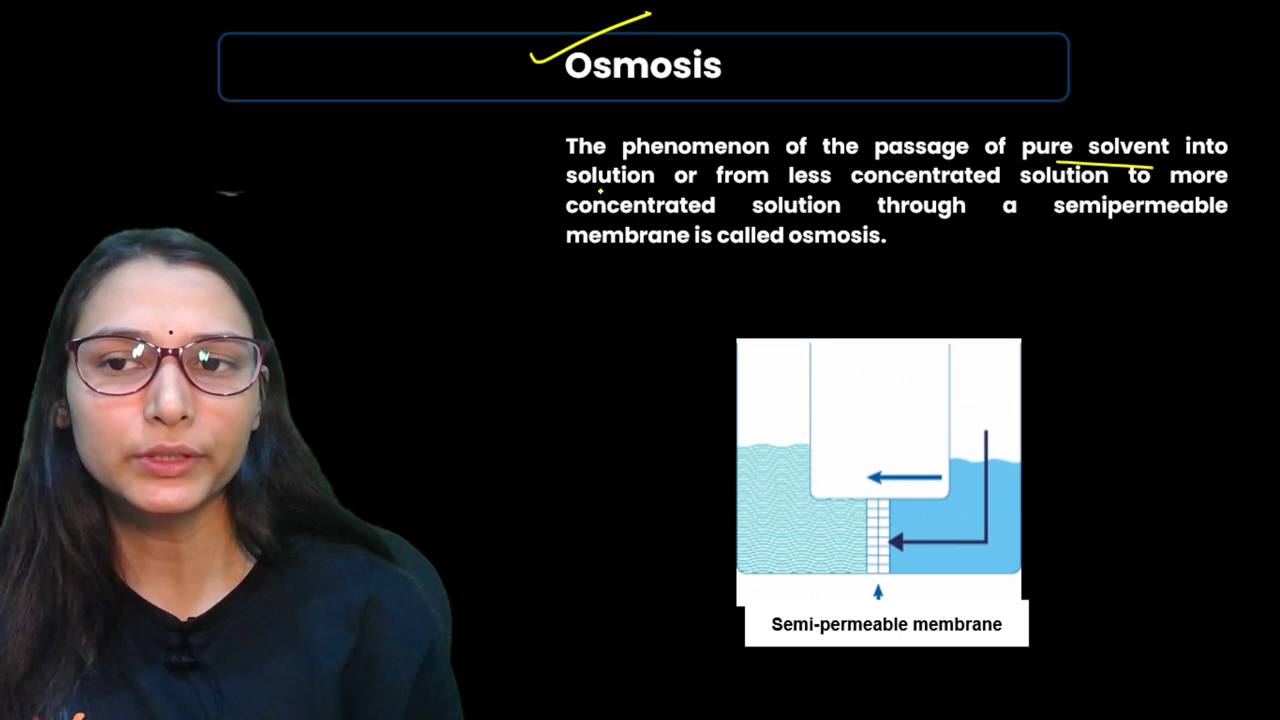 Osmosis
The phenomenon of the passage of pure solvent into
solution or from less concentrated solution to more
concentrated solution through a semipermeable
membrane is called osmosis.
Semi-permeable membrane